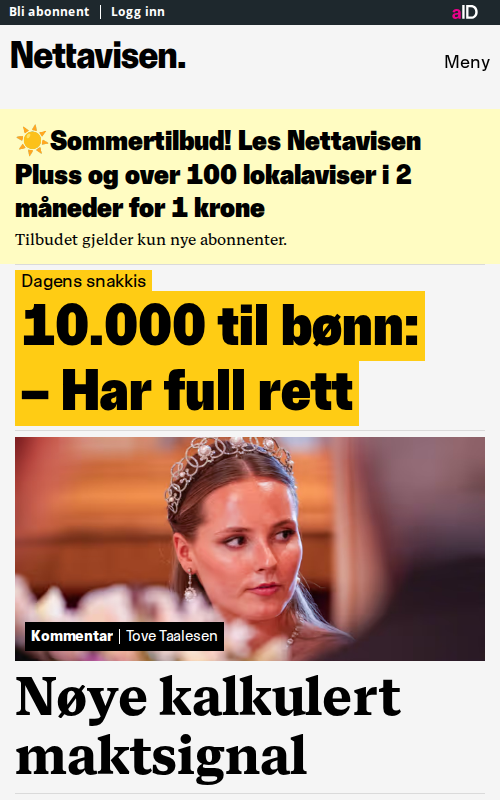 Bli abonnent | Logg inn
aID
Nettavisen.
Meny
☀️Sommertilbud! Les Nettavisen
Pluss og over 100 lokalaviser i 2
måneder for 1 krone
Tilbudet gjelder kun nye abonnenter.
Dagens snakkis
10.000 til bønn:
– Har full rett
Kommentar | Tove Taalesen
Nøye kalkulert
maktsignal